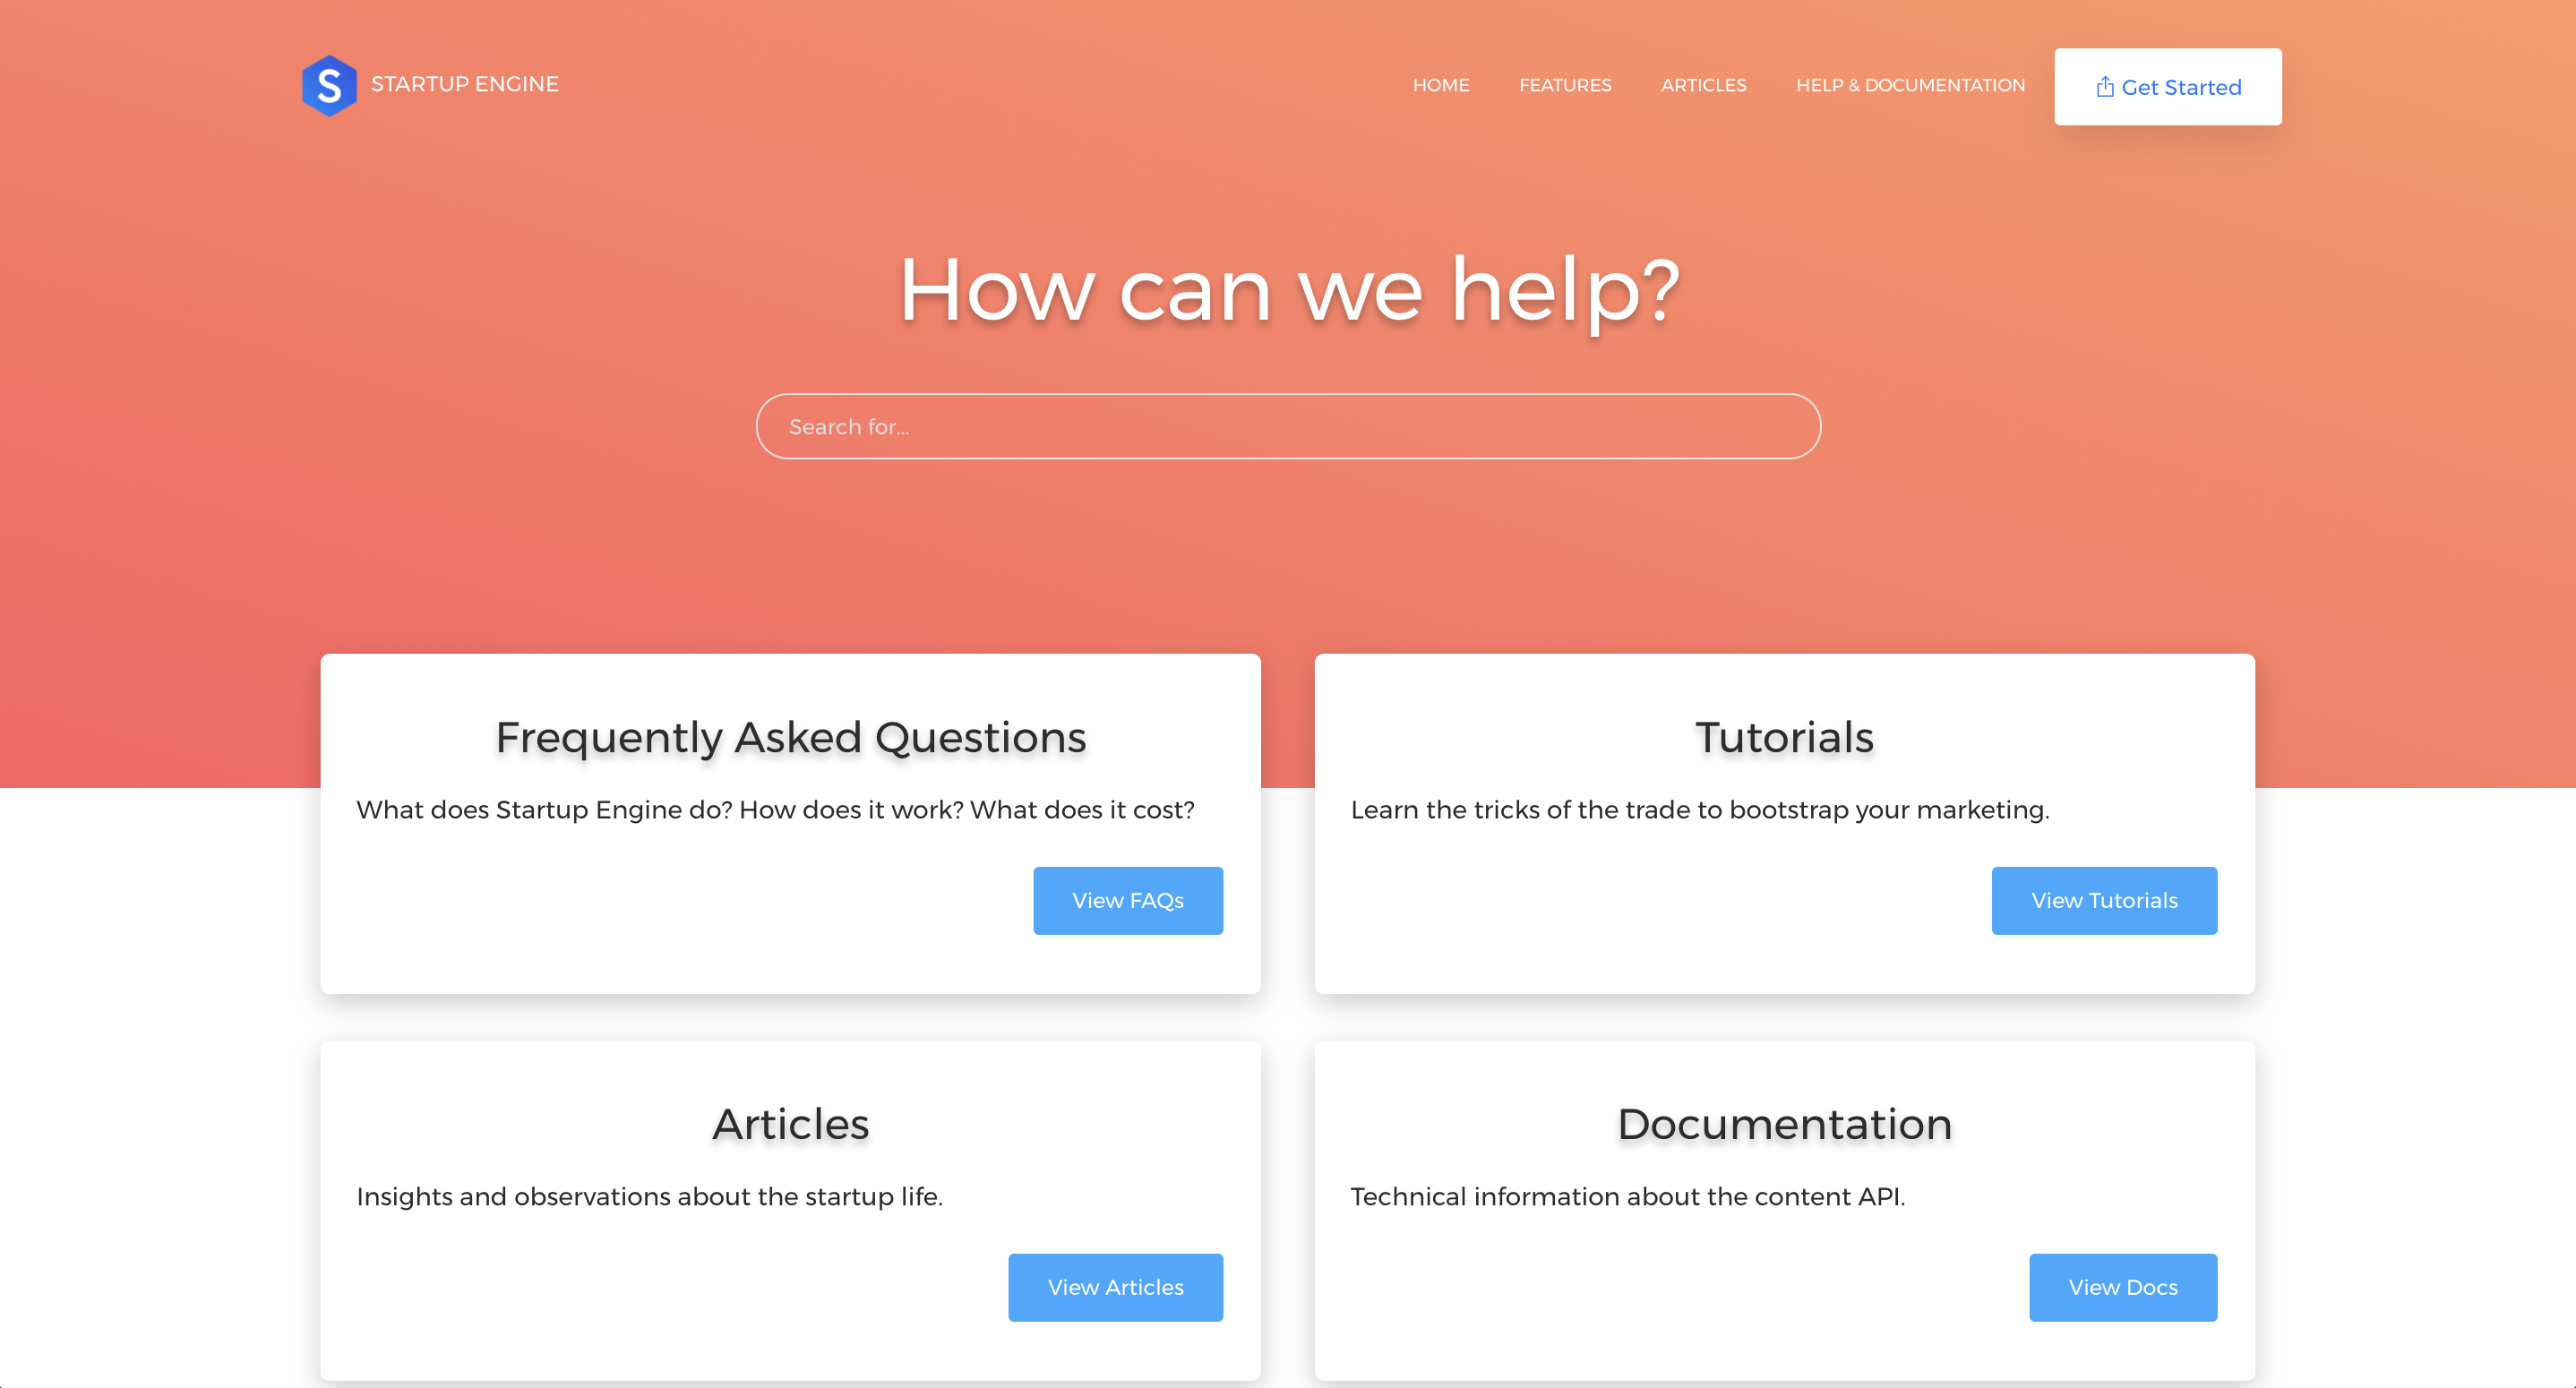 S STARTUP ENGINE
HOME FEATURES ARTICLES HELP & DOCUMENTATION Get Started
How can we help?
Search for...
Frequently Asked Questions
What does Startup Engine do? How does it work? What does it cost?
View FAQs
Tutorials
Learn the tricks of the trade to bootstrap your marketing.
View Tutorials
Articles
Insights and observations about the startup life.
View Articles
Documentation
Technical information about the content API.
View Docs